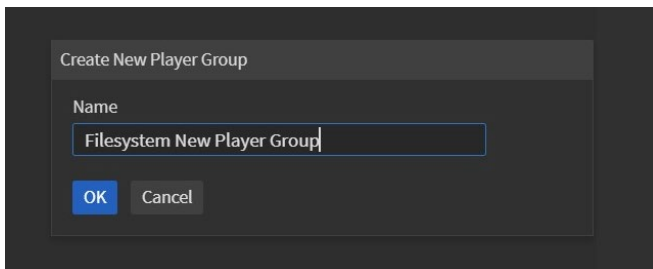 Create New Player Group
Name
Filesystem New Player Group
OK Cancel